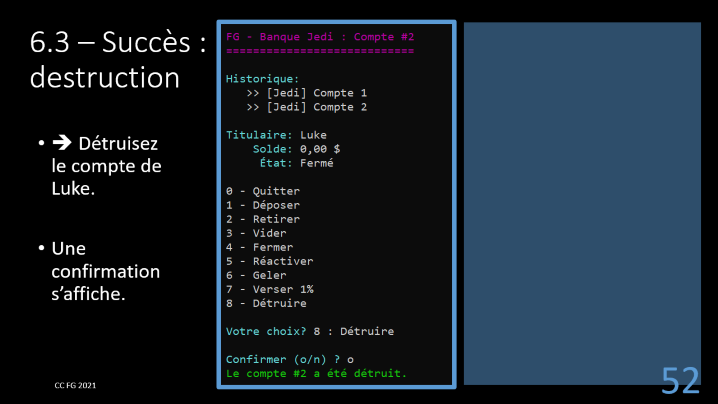 6.3 – Succès :
destruction
• 🡺 Détruisez
le compte de
Luke.
• Une
confirmation
s'affiche.
CC FG 2021
FG - Banque Jedi : Compte #2
============================
Historique:
>> [Jedi] Compte 1
>> [Jedi] Compte 2
Titulaire: Luke
Solde: 0,00 $
État: Fermé
0 - Quitter
1 - Déposer
2 - Retirer
3 - Vider
4 - Fermer
5 - Réactiver
6 - Geler
7 - Verser 1%
8 - Détruire
Votre choix? 8 : Détruire
Confirmer (o/n) ? o
Le compte #2 a été détruit.
52